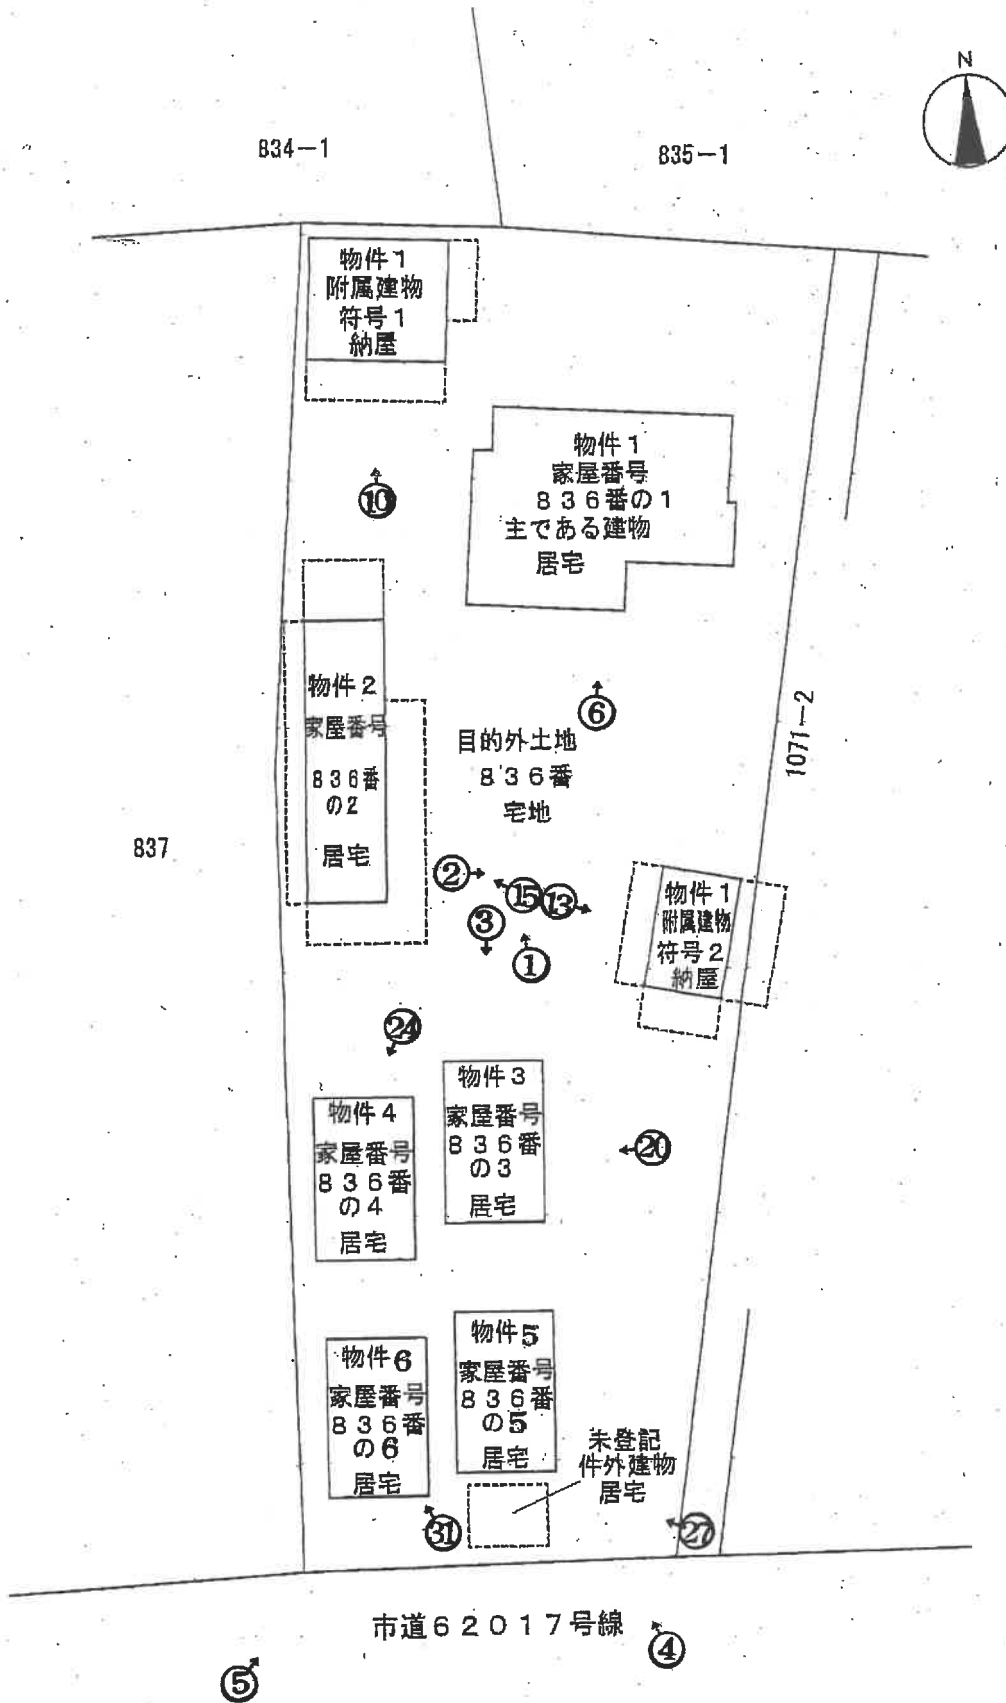 N
834-1
835-1
物件1
附属建物
符号1
納屋
物件1
家屋番号
836番の1
主である建物
居宅
⑩
物件2
家屋番号
836番
の2
居宅
⑥
目的外土地
836番
宅地
1071-2
837
②
⑮
⑬
③
①
物件1
附属建物
符号2
納屋
㉔
物件3
家屋番号
836番
の3
居宅
物件4
家屋番号
836番
の4
居宅
⑳
物件5
家屋番号
836番
の5
居宅
物件6
家屋番号
836番
の6
居宅
未登記
件外建物
居宅
㉛
㉗
市道62017号線
④
⑤